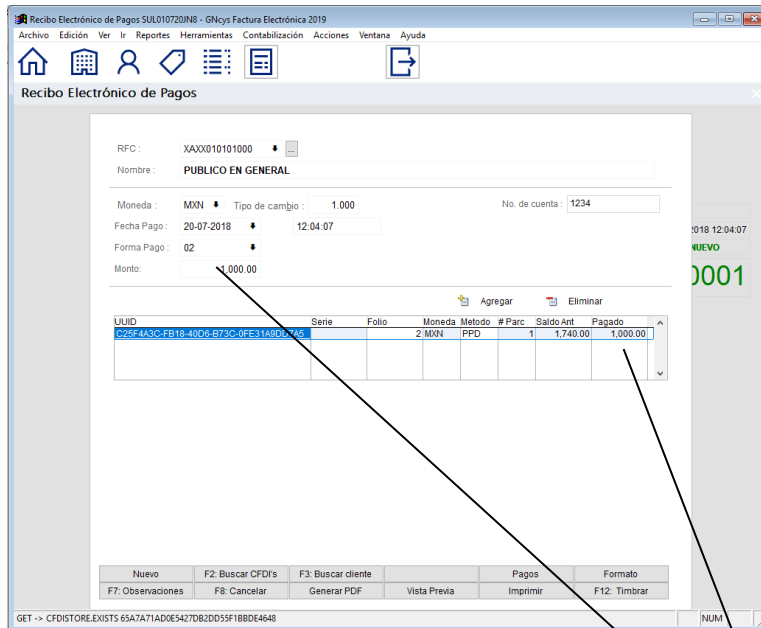 Recibo Electrónico de Pagos SUL010720JN8 - GNcys Factura Electrónica 2019
Archivo Edición Ver Ir Reportes Herramientas Contabilización Acciones Ventana Ayuda
Recibo Electrónico de Pagos
RFC : XAXX010101000 ...
Nombre : PUBLICO EN GENERAL
Moneda : MXN Tipo de cambio : 1.000 No. de cuenta : 1234
Fecha Pago : 20-07-2018 12:04:07
2018 12:04:07
Forma Pago : 02
NUEVO
Monto: 1,000.00
0001
Agregar Eliminar
UUID Serie Folio Moneda Metodo # Parc Saldo Ant Pagado
C25F4A3C-FB18-40D6-B73C-0FE31A9DD7A5 2 MXN PPD 1 1,740.00 1,000.00
Nuevo F2: Buscar CFDI's F3: Buscar cliente Pagos Formato
F7: Observaciones F8: Cancelar Generar PDF Vista Previa Imprimir F12: Timbrar
GET -> CFDISTORE.EXISTS 65A7A71AD0E5427DB2DD55F1BBDE4648 NUM